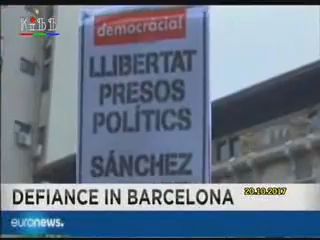 democràcia!
LLIBERTAT
PRESOS
POLÍTICS
SÁNCHEZ
DEFIANCE IN BARCELONA
20.10.2017
euronews.